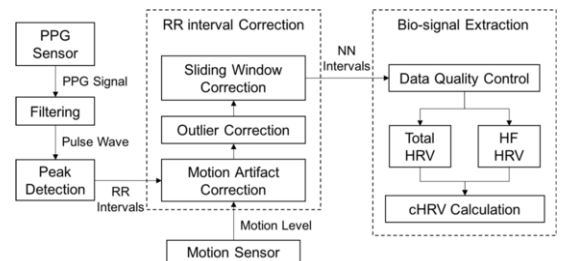 PPG
Sensor
PPG Signal
Filtering
Pulse Wave
Peak
Detection
RR
Intervals
RR interval Correction
Sliding Window
Correction
Outlier Correction
Motion Artifact
Correction
Motion Level
Motion Sensor
NN
Intervals
Bio-signal Extraction
Data Quality Control
Total
HRV
HF
HRV
cHRV Calculation